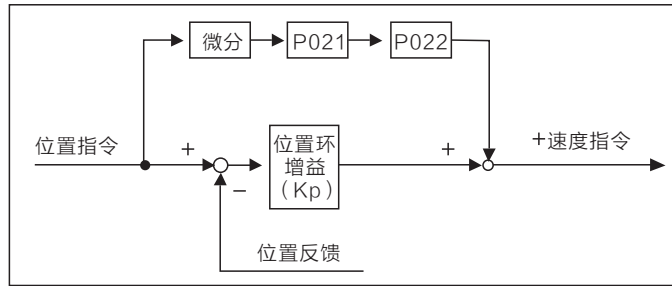 微分
P021
P022
位置指令
+
位置环
增益
（Kp）
+
+速度指令
−
位置反馈